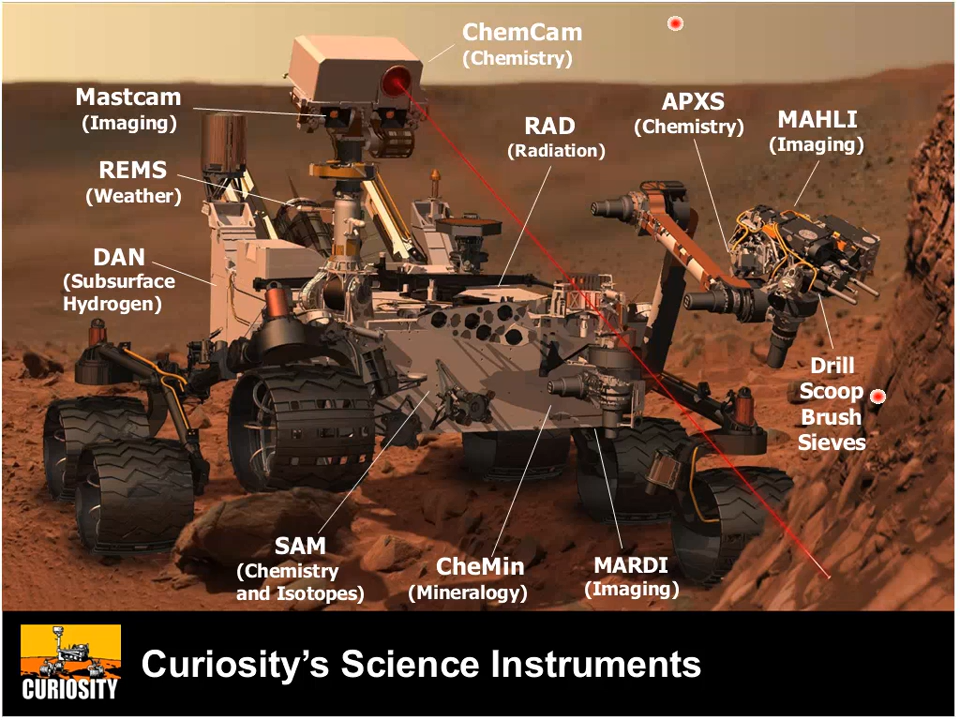 ChemCam
(Chemistry)
Mastcam
(Imaging)
APXS
(Chemistry)
MAHLI
(Imaging)
RAD
(Radiation)
REMS
(Weather)
DAN
(Subsurface
Hydrogen)
Drill
Scoop
Brush
Sieves
SAM
(Chemistry
and Isotopes)
CheMin
(Mineralogy)
MARDI
(Imaging)
CURIOSITY
Curiosity’s Science Instruments